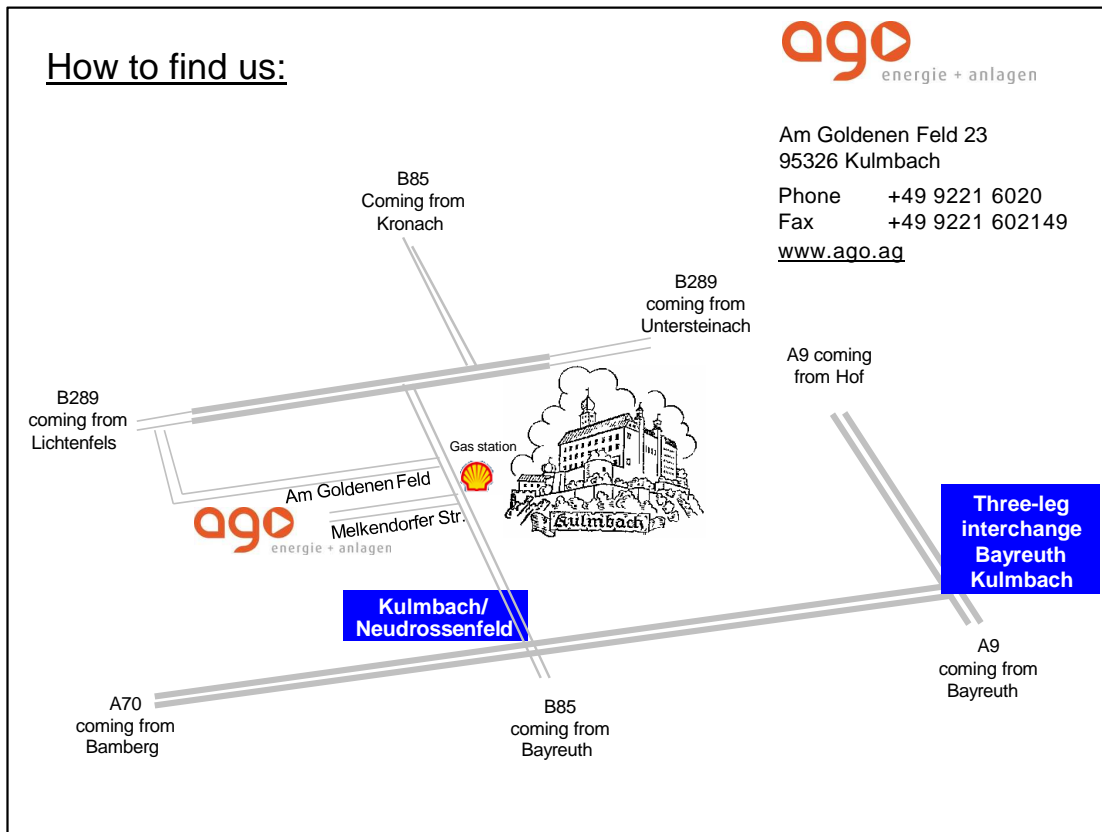 How to find us:
ago
energie + anlagen
Am Goldenen Feld 23
95326 Kulmbach
Phone +49 9221 6020
Fax +49 9221 602149
www.ago.ag
B85
Coming from
Kronach
B289
coming from
Untersteinach
A9 coming
from Hof
B289
coming from
Lichtenfels
Gas station
Am Goldenen Feld
Melkendorfer Str.
ago
energie + anlagen
Kulmbach
Three-leg
interchange
Bayreuth
Kulmbach
Kulmbach/
Neudrossenfeld
A9
coming from
Bayreuth
A70
coming from
Bamberg
B85
coming from
Bayreuth